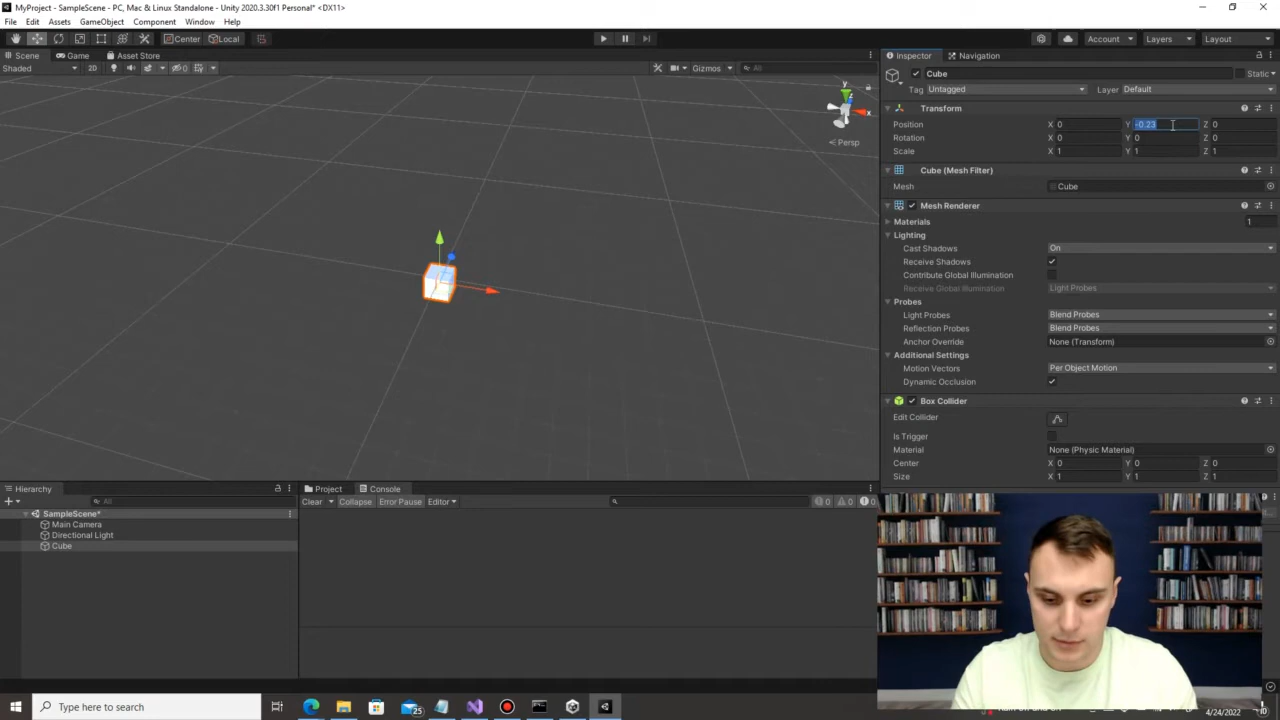 MyProject - SampleScene - PC, Mac & Linux Standalone - Unity 2020.3.30f1 Personal* <DX11>
File Edit Assets GameObject Component Window Help
Center Local Account Layers Layout
Scene Game Asset Store
Shaded 2D 0 Gizmos All
y
x
z
Persp
Inspector Navigation
Cube Static
Tag Untagged Layer Default
Transform
Position X 0 Y -0.23 Z 0
Rotation X 0 Y 0 Z 0
Scale X 1 Y 1 Z 1
Cube (Mesh Filter)
Mesh Cube
Mesh Renderer
Materials 1
Lighting
Cast Shadows On
Receive Shadows
Contribute Global Illumination
Receive Global Illumination Light Probes
Probes
Light Probes Blend Probes
Reflection Probes Blend Probes
Anchor Override None (Transform)
Additional Settings
Motion Vectors Per Object Motion
Dynamic Occlusion
Box Collider
Edit Collider
Is Trigger
Material None (Physic Material)
Center X 0 Y 0 Z 0
Size X 1 Y 1 Z 1
Hierarchy
All
SampleScene*
Main Camera
Directional Light
Cube
Project Console
Clear Collapse Error Pause Editor 0 0 0
Type here to search
25
4/24/2022